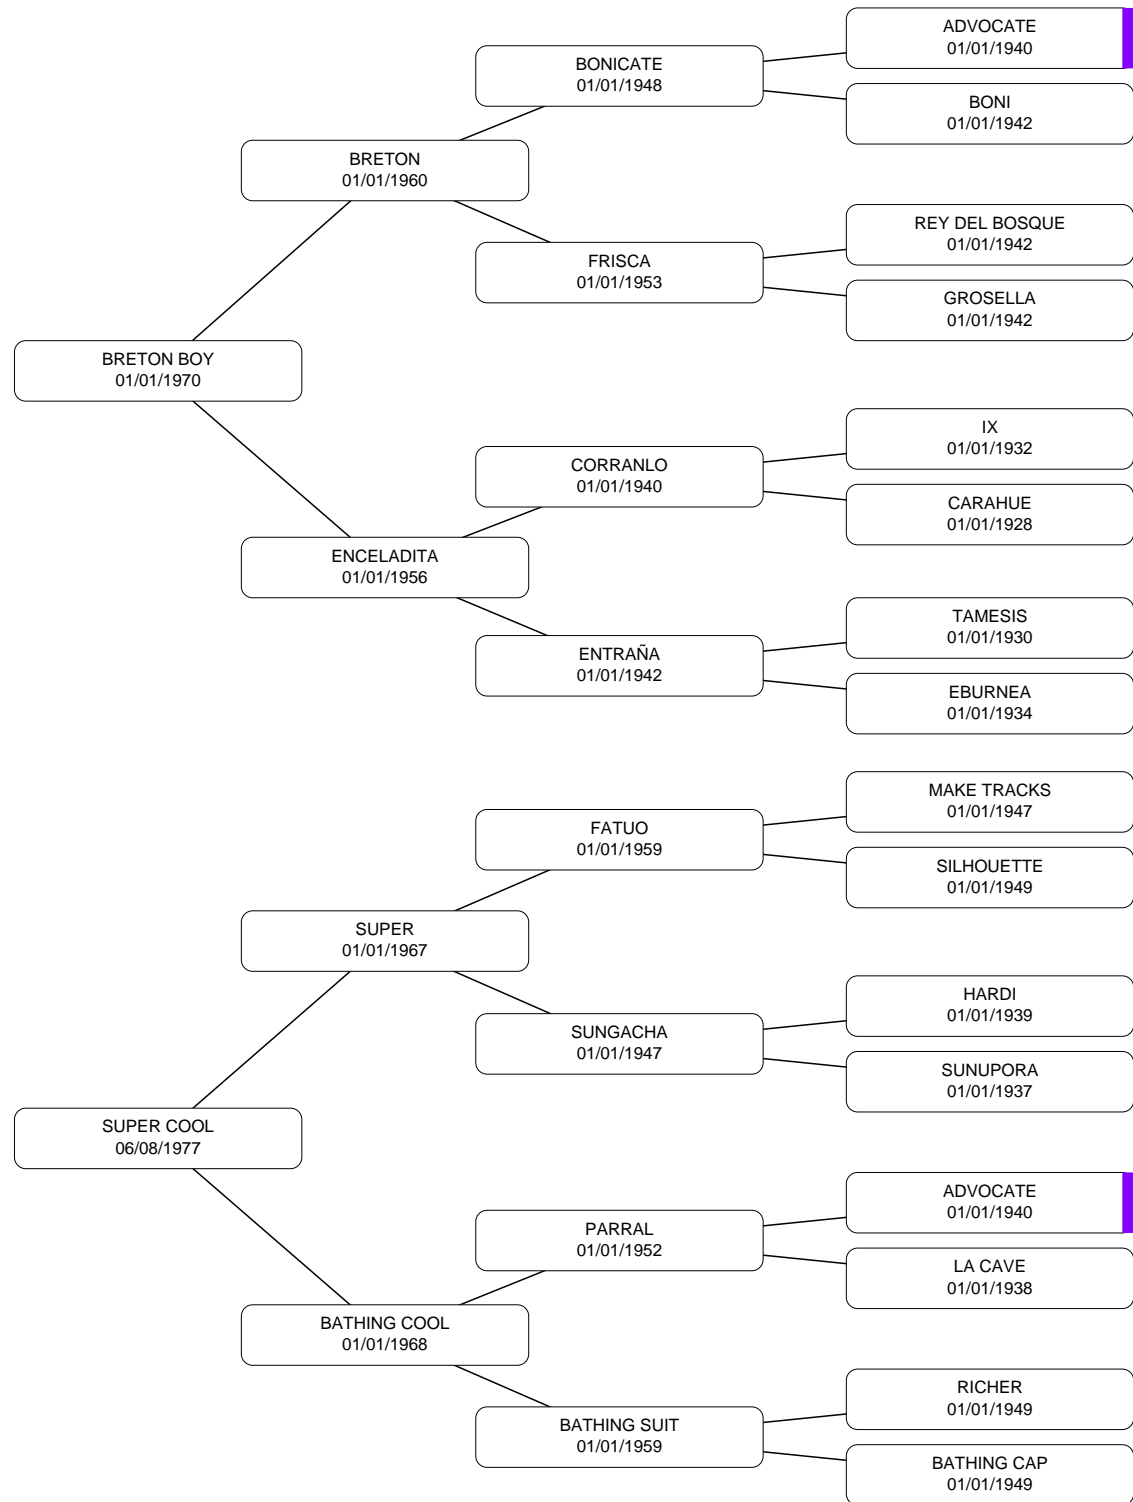 ADVOCATE
01/01/1940
BONICATE
01/01/1948
BONI
01/01/1942
BRETON
01/01/1960
REY DEL BOSQUE
01/01/1942
FRISCA
01/01/1953
GROSELLA
01/01/1942
BRETON BOY
01/01/1970
IX
01/01/1932
CORRANLO
01/01/1940
CARAHUE
01/01/1928
ENCELADITA
01/01/1956
TAMESIS
01/01/1930
ENTRAÑA
01/01/1942
EBURNEA
01/01/1934
MAKE TRACKS
01/01/1947
FATUO
01/01/1959
SILHOUETTE
01/01/1949
SUPER
01/01/1967
HARDI
01/01/1939
SUNGACHA
01/01/1947
SUNUPORA
01/01/1937
SUPER COOL
06/08/1977
ADVOCATE
01/01/1940
PARRAL
01/01/1952
LA CAVE
01/01/1938
BATHING COOL
01/01/1968
RICHER
01/01/1949
BATHING SUIT
01/01/1959
BATHING CAP
01/01/1949